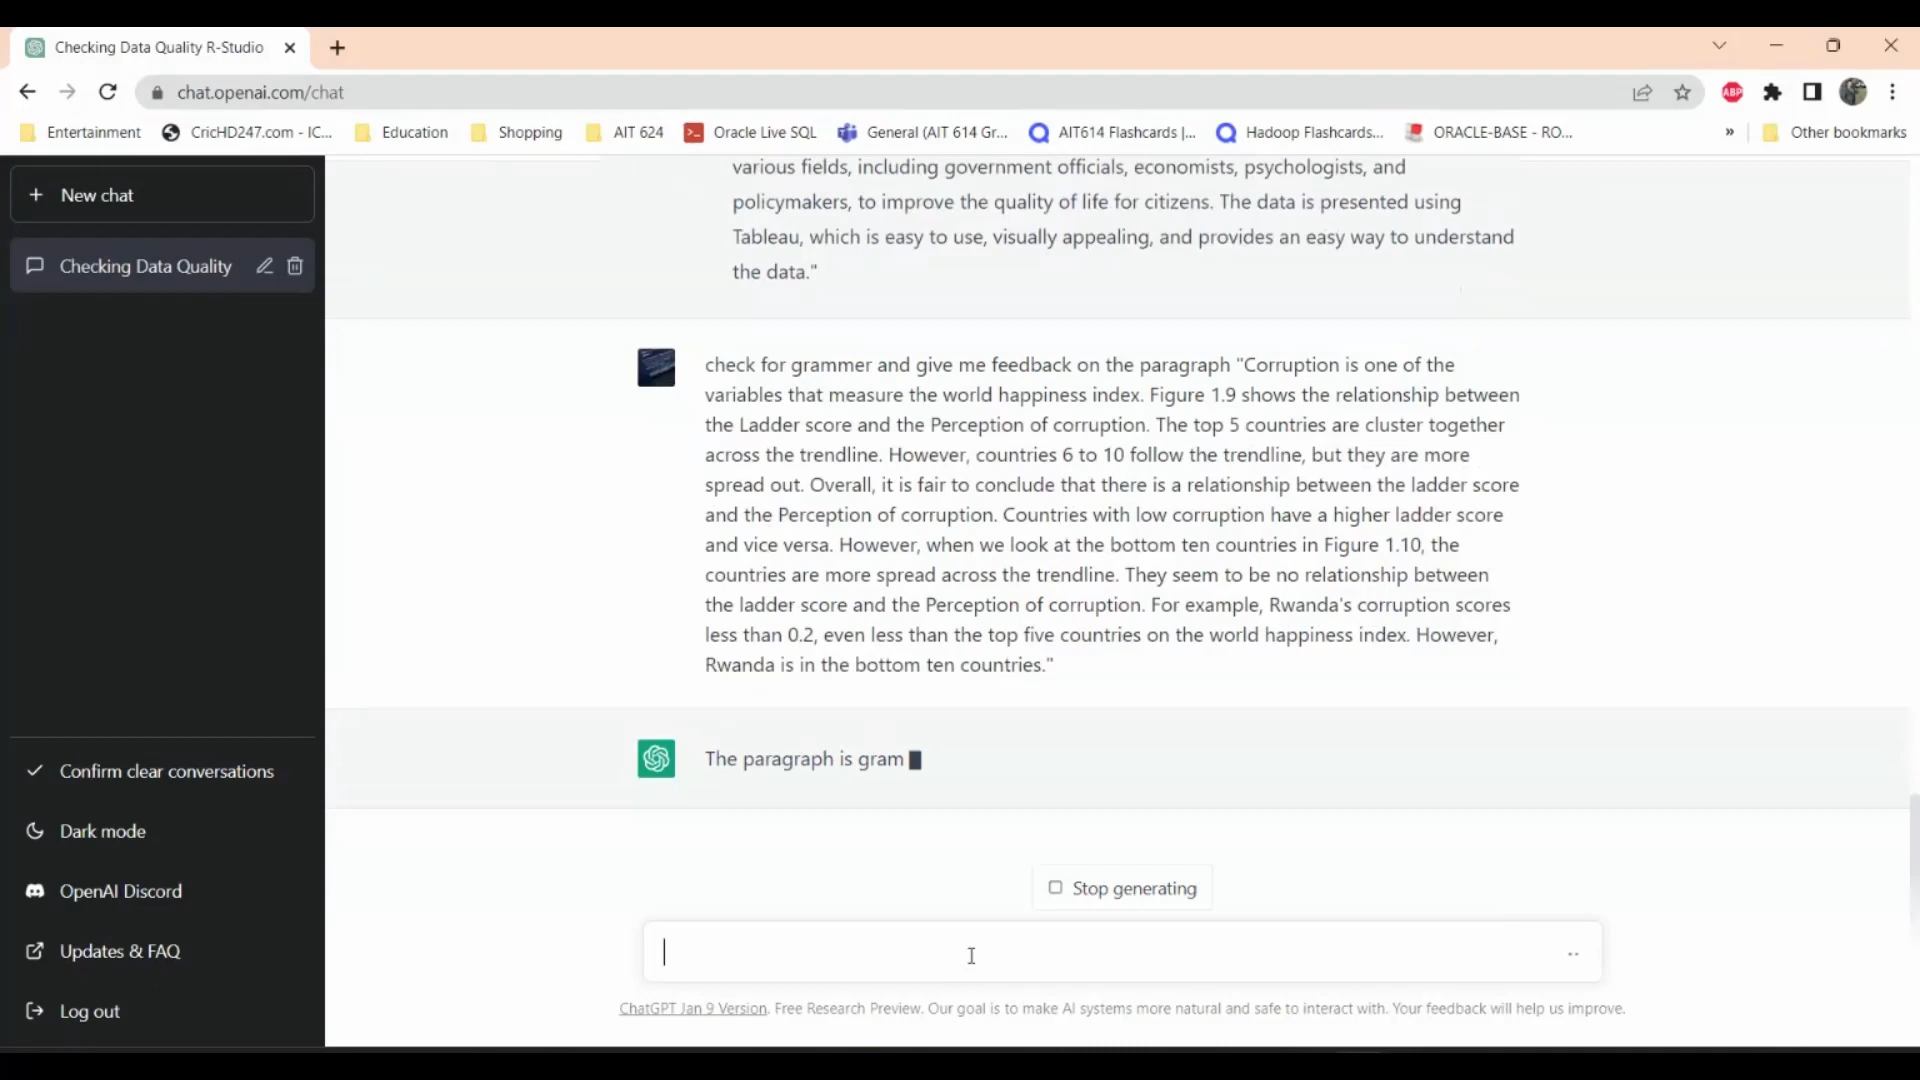 Checking Data Quality R-Studio
chat.openai.com/chat
ABP
Entertainment
CricHD247.com - IC...
Education
Shopping
AIT 624
Oracle Live SQL
General (AIT 614 Gr...
AIT614 Flashcards |...
Hadoop Flashcards...
ORACLE-BASE - RO...
»
Other bookmarks
+ New chat
Checking Data Quality
Confirm clear conversations
Dark mode
OpenAI Discord
Updates & FAQ
Log out
various fields, including government officials, economists, psychologists, and
policymakers, to improve the quality of life for citizens. The data is presented using
Tableau, which is easy to use, visually appealing, and provides an easy way to understand
the data."
check for grammer and give me feedback on the paragraph "Corruption is one of the
variables that measure the world happiness index. Figure 1.9 shows the relationship between
the Ladder score and the Perception of corruption. The top 5 countries are cluster together
across the trendline. However, countries 6 to 10 follow the trendline, but they are more
spread out. Overall, it is fair to conclude that there is a relationship between the ladder score
and the Perception of corruption. Countries with low corruption have a higher ladder score
and vice versa. However, when we look at the bottom ten countries in Figure 1.10, the
countries are more spread across the trendline. They seem to be no relationship between
the ladder score and the Perception of corruption. For example, Rwanda's corruption scores
less than 0.2, even less than the top five countries on the world happiness index. However,
Rwanda is in the bottom ten countries."
The paragraph is gram
Stop generating
ChatGPT Jan 9 Version. Free Research Preview. Our goal is to make AI systems more natural and safe to interact with. Your feedback will help us improve.